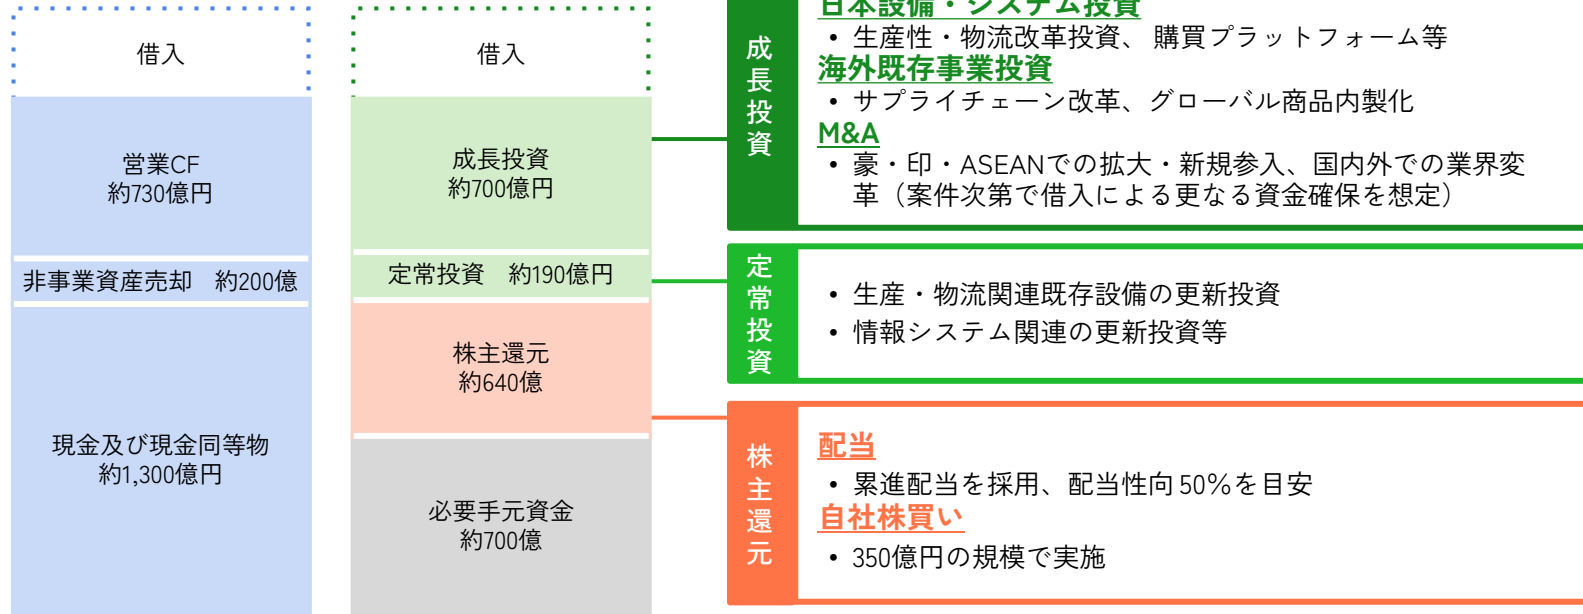 借入
営業CF
約730億円
非事業資産売却 約200億
現金及び現金同等物
約1,300億円
借入
成長投資
約700億円
定常投資 約190億円
株主還元
約640億
必要手元資金
約700億
成長投資
日本設備・システム投資
• 生産性・物流改革投資、購買プラットフォーム等
海外既存事業投資
• サプライチェーン改革、グローバル商品内製化
M&A
• 豪・印・ASEANでの拡大・新規参入、国内外での業界変
革（案件次第で借入による更なる資金確保を想定）
定常投資
• 生産・物流関連既存設備の更新投資
• 情報システム関連の更新投資等
株主還元
配当
• 累進配当を採用、配当性向50%を目安
自社株買い
• 350億円の規模で実施